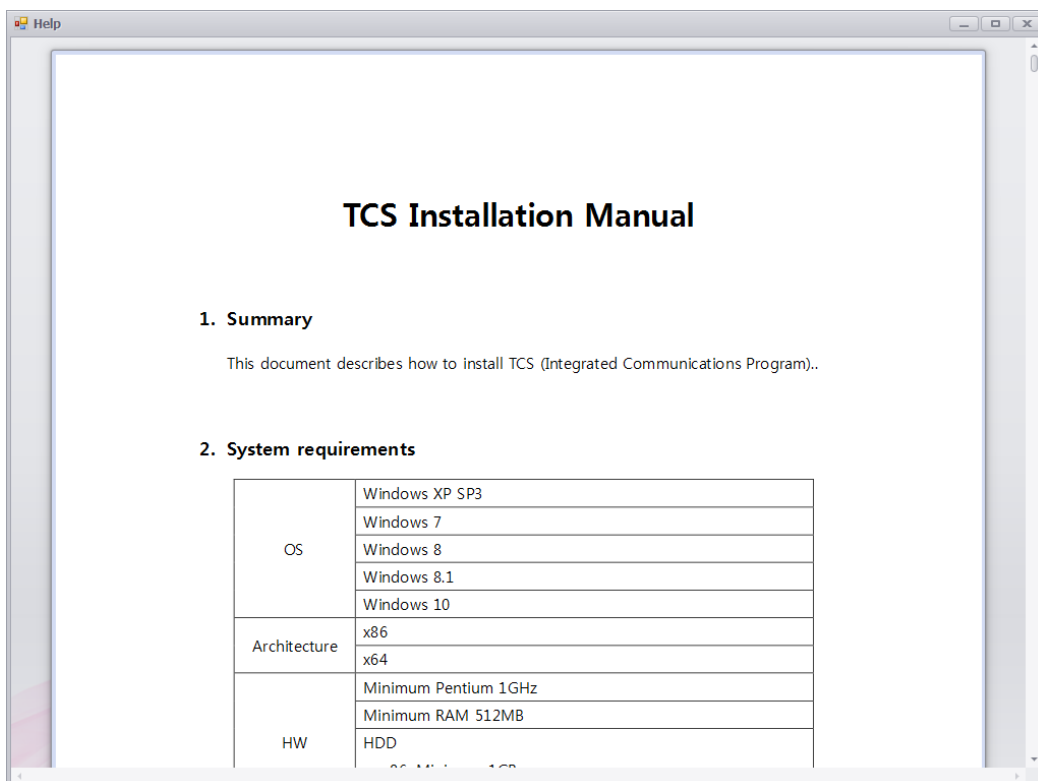 Help
TCS Installation Manual
1. Summary
This document describes how to install TCS (Integrated Communications Program)..
2. System requirements
OS
Windows XP SP3
Windows 7
Windows 8
Windows 8.1
Windows 10
Architecture
x86
x64
HW
Minimum Pentium 1GHz
Minimum RAM 512MB
HDD